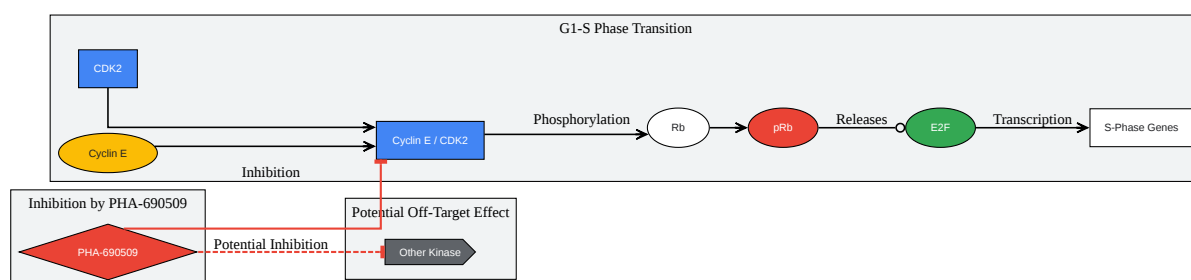 G1-S Phase Transition
CDK2
Cyclin E
Cyclin E / CDK2
Phosphorylation
Rb
pRb
Releases
E2F
Transcription
S-Phase Genes
Inhibition
Inhibition by PHA-690509
PHA-690509
Potential Inhibition
Potential Off-Target Effect
Other Kinase